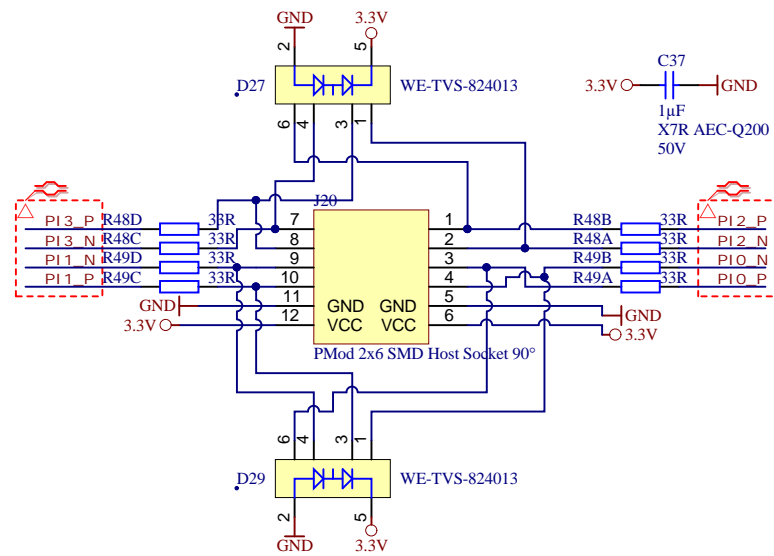 GND 3.3V
2 5
D27 WE-TVS-824013
6 4 3 1
C37
3.3V GND
1µF
X7R AEC-Q200
50V
J20
PI3_P R48D 33R 7 1 R48B 33R PI2_P
PI3_N R48C 33R 8 2 R48A 33R PI2_N
PI1_N R49D 33R 9 3 R49B 33R PI0_N
PI1_P R49C 33R 10 4 R49A 33R PI0_P
GND 11 GND GND 5 GND
3.3V 12 VCC VCC 6 3.3V
PMod 2x6 SMD Host Socket 90°
6 4 3 1
D29 WE-TVS-824013
2 5
GND 3.3V